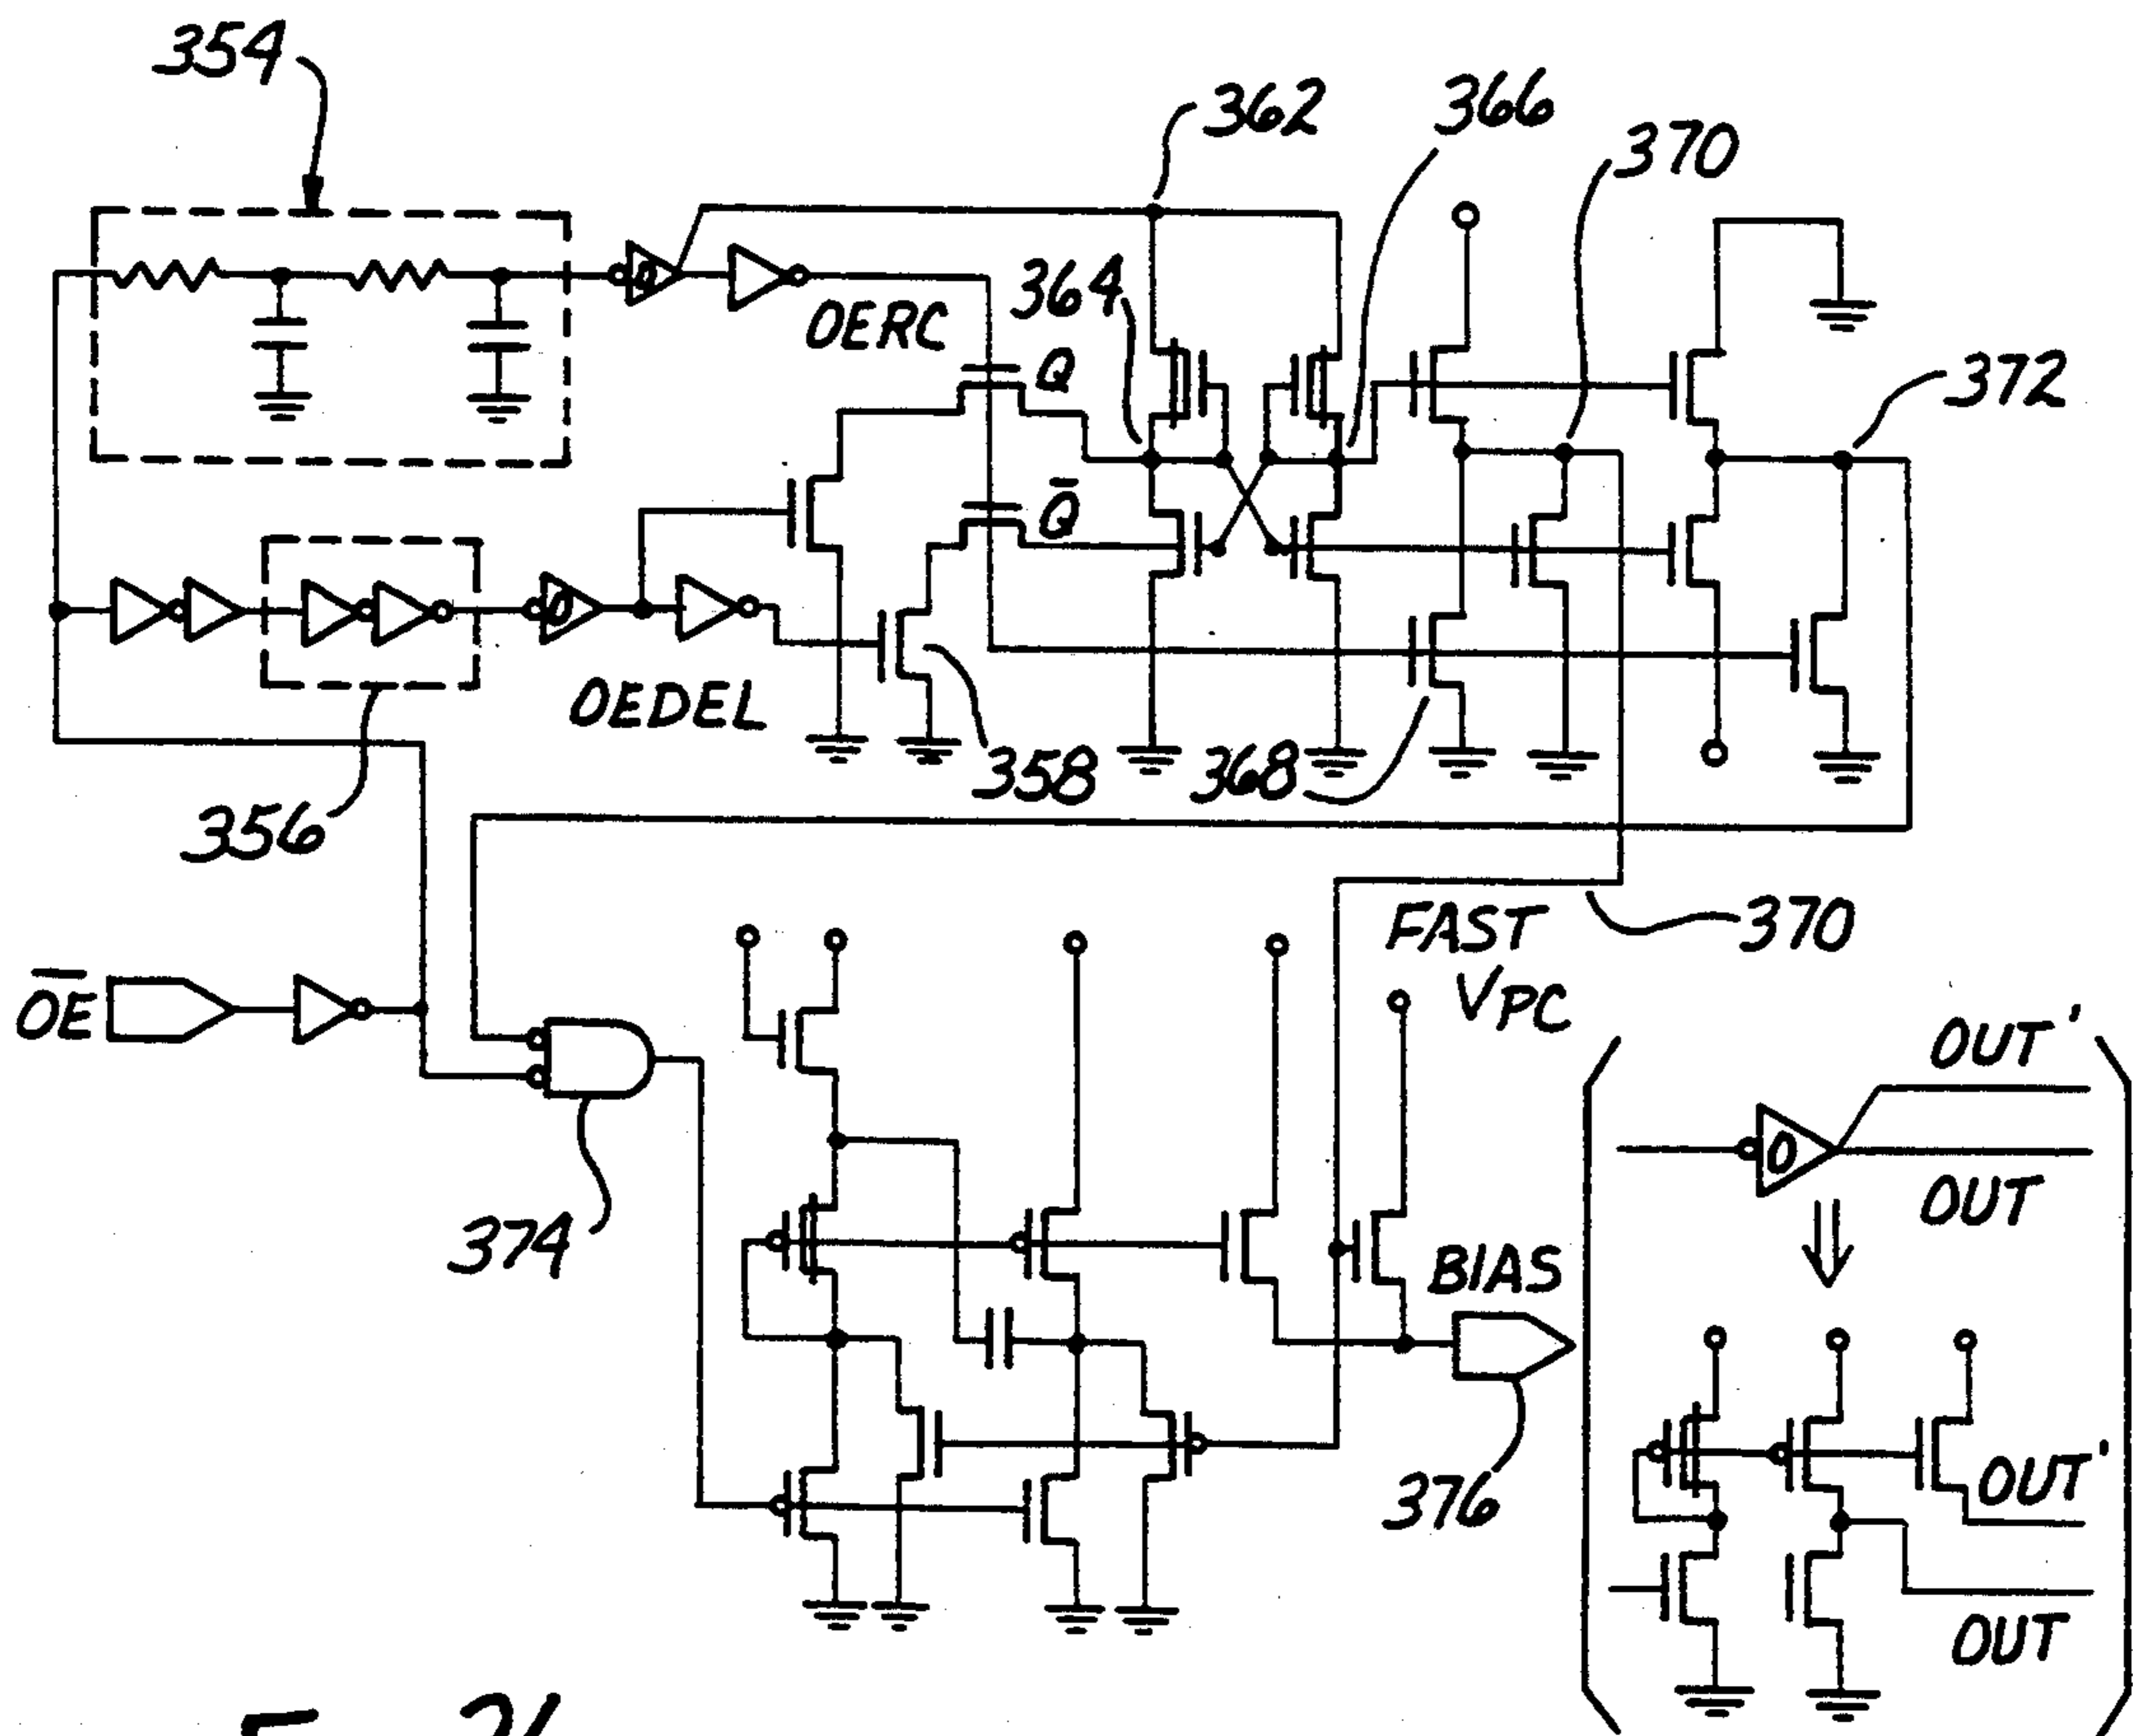 354
362
366
370
364
OERC
Q
372
Q̄
OEDEL
358
368
356
FAST
370
VPC
O̅E̅
OUT'
OUT
374
BIAS
376
OUT'
OUT